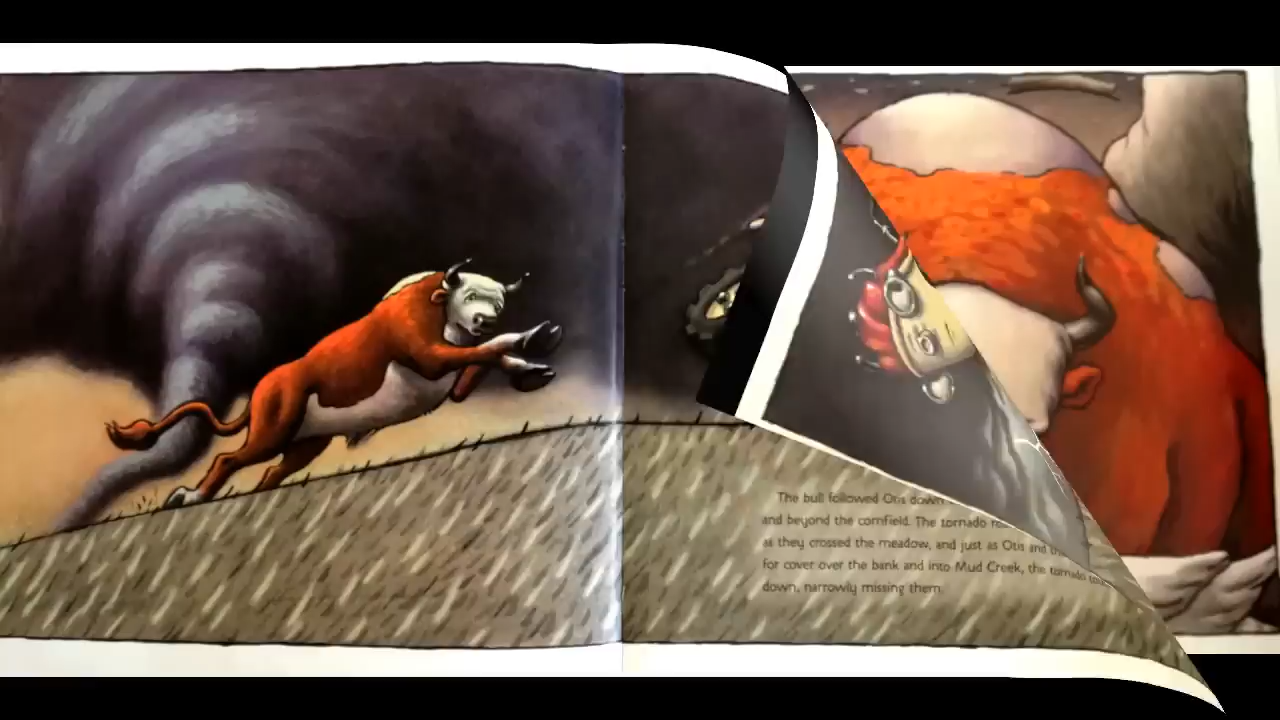 The bull followed Otis down
and beyond the cornfield. The tornado
as they crossed the meadow, and just as Otis and
for cover over the bank and into Mud Creek, the tornado
down, narrowly missing them.